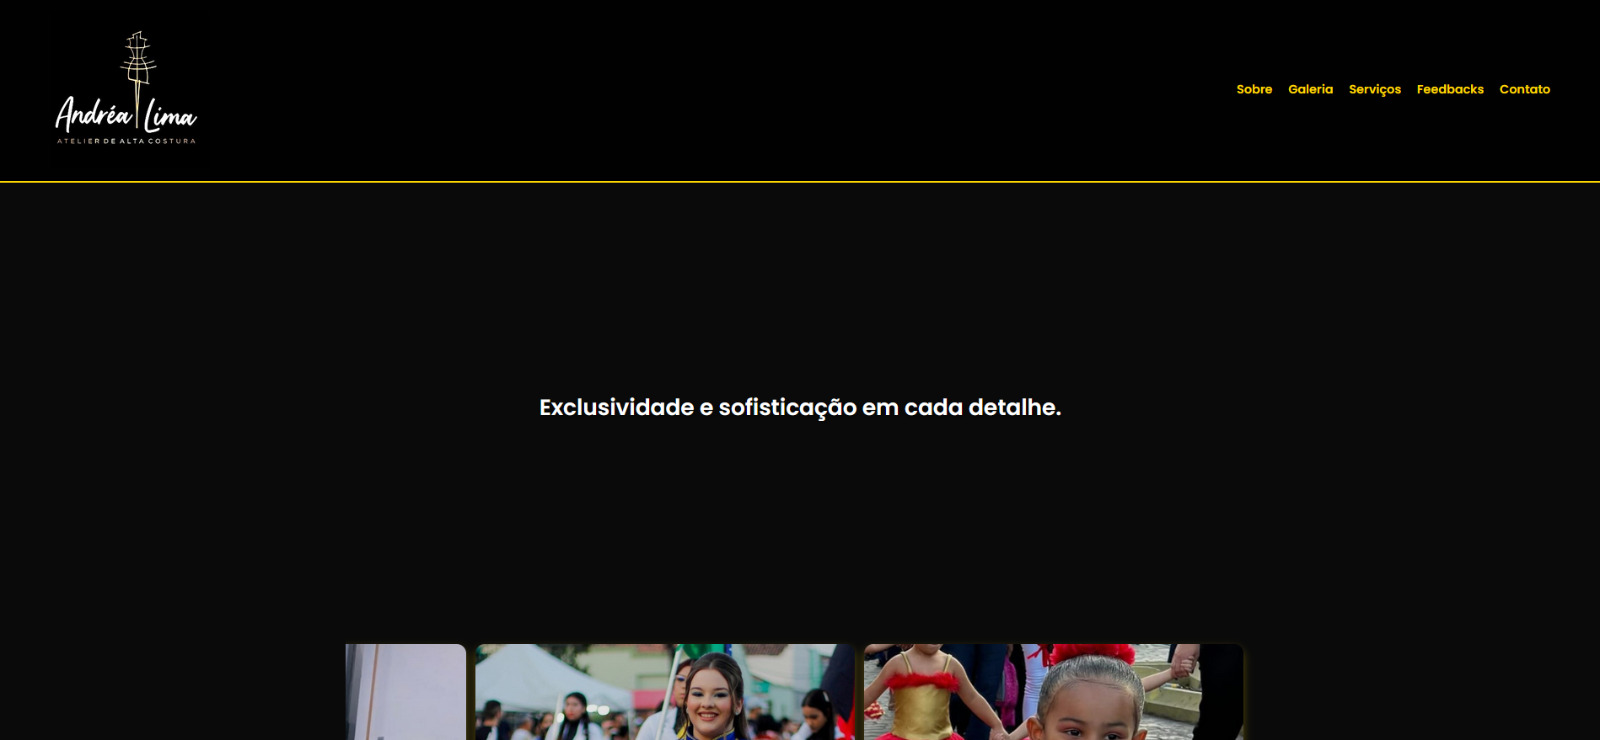 Andréa Lima
ATELIER DE ALTA COSTURA
Sobre Galeria Serviços Feedbacks Contato
Exclusividade e sofisticação em cada detalhe.